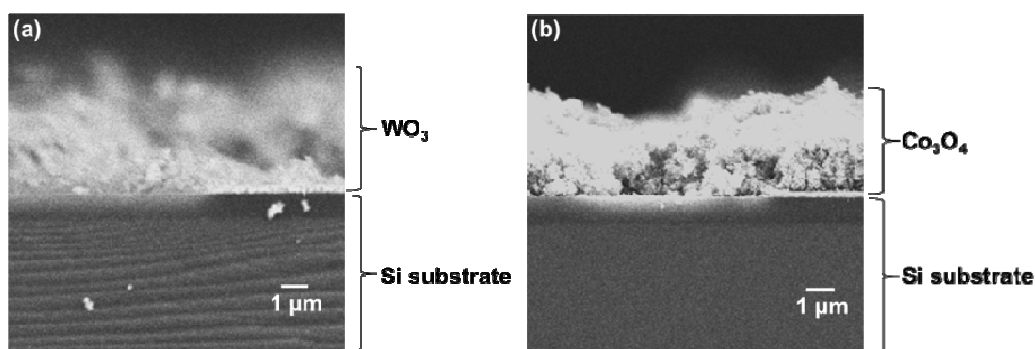 (a)
WO₃
Si substrate
1 µm
(b)
Co₃O₄
Si substrate
1 µm